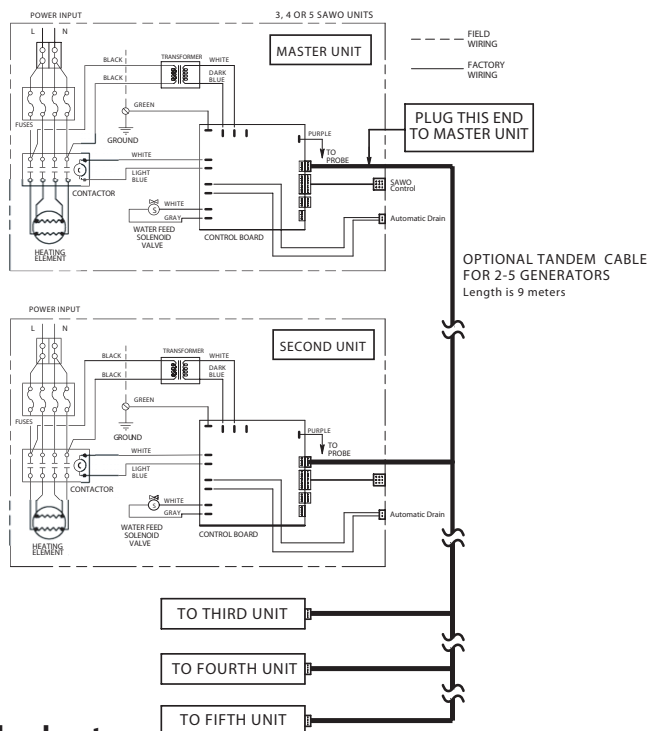 POWER INPUT
3, 4 OR 5 SAWO UNITS
L N
MASTER UNIT
BLACK
TRANSFORMER
WHITE
BLACK
DARK
BLUE
FUSES
GREEN
GROUND
PURPLE
TO
PROBE
WHITE
LIGHT
BLUE
C
CONTACTOR
SAWO
Control
WHITE
S
GRAY
Automatic Drain
WATER FEED
SOLENOID
VALVE
CONTROL BOARD
HEATING
ELEMENT
FIELD
WIRING
FACTORY
WIRING
PLUG THIS END
TO MASTER UNIT
OPTIONAL TANDEM CABLE
FOR 2-5 GENERATORS
Length is 9 meters
POWER INPUT
L N
SECOND UNIT
BLACK
TRANSFORMER
WHITE
BLACK
DARK
BLUE
FUSES
GREEN
GROUND
PURPLE
TO
PROBE
WHITE
LIGHT
BLUE
C
CONTACTOR
WHITE
S
GRAY
Automatic Drain
WATER FEED
SOLENOID
VALVE
CONTROL BOARD
HEATING
ELEMENT
TO THIRD UNIT
TO FOURTH UNIT
TO FIFTH UNIT